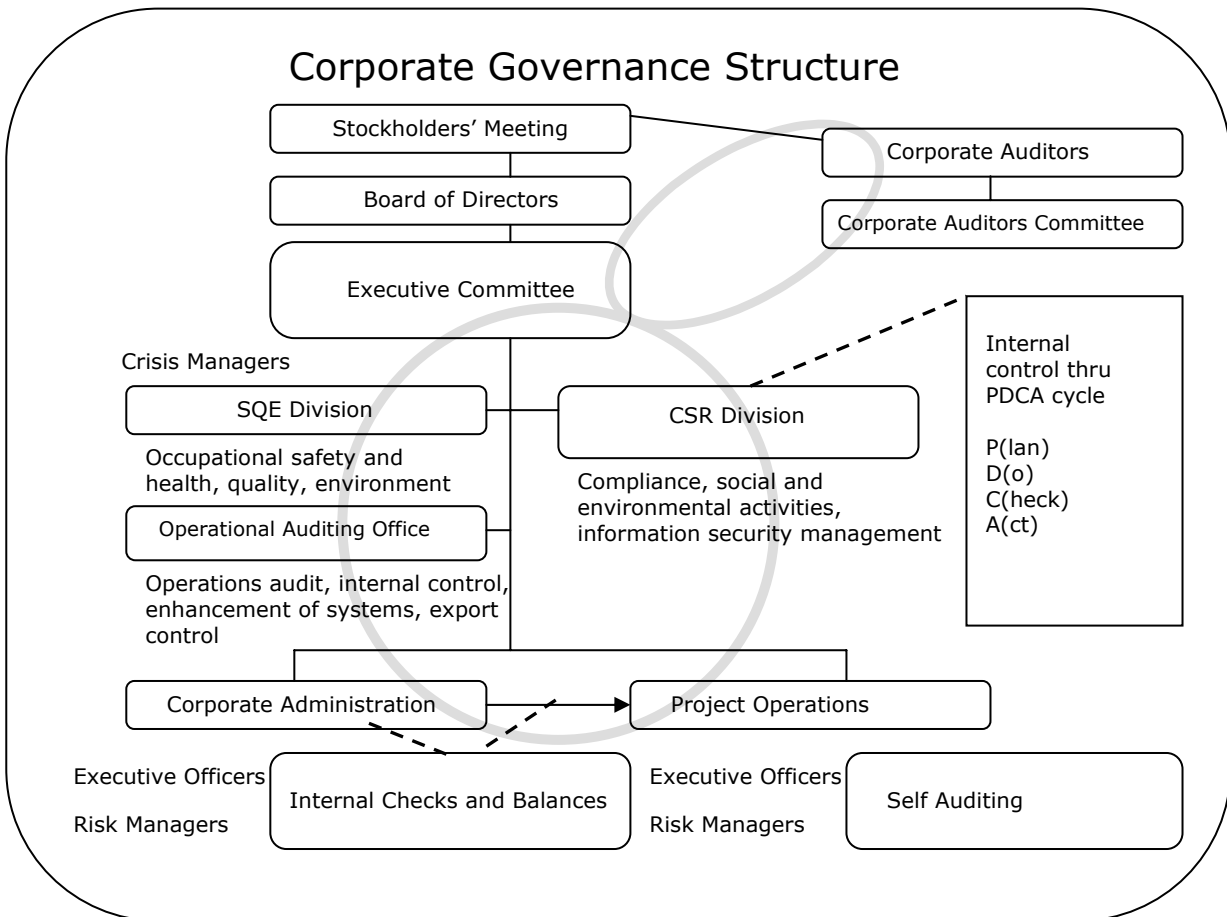 Corporate Governance Structure
Stockholders’ Meeting
Corporate Auditors
Board of Directors
Corporate Auditors Committee
Executive Committee
Crisis Managers
SQE Division
Occupational safety and
health, quality, environment
CSR Division
Compliance, social and
environmental activities,
information security management
Internal
control thru
PDCA cycle
P(lan)
D(o)
C(heck)
A(ct)
Operational Auditing Office
Operations audit, internal control,
enhancement of systems, export
control
Corporate Administration
Project Operations
Executive Officers
Risk Managers
Internal Checks and Balances
Executive Officers
Risk Managers
Self Auditing